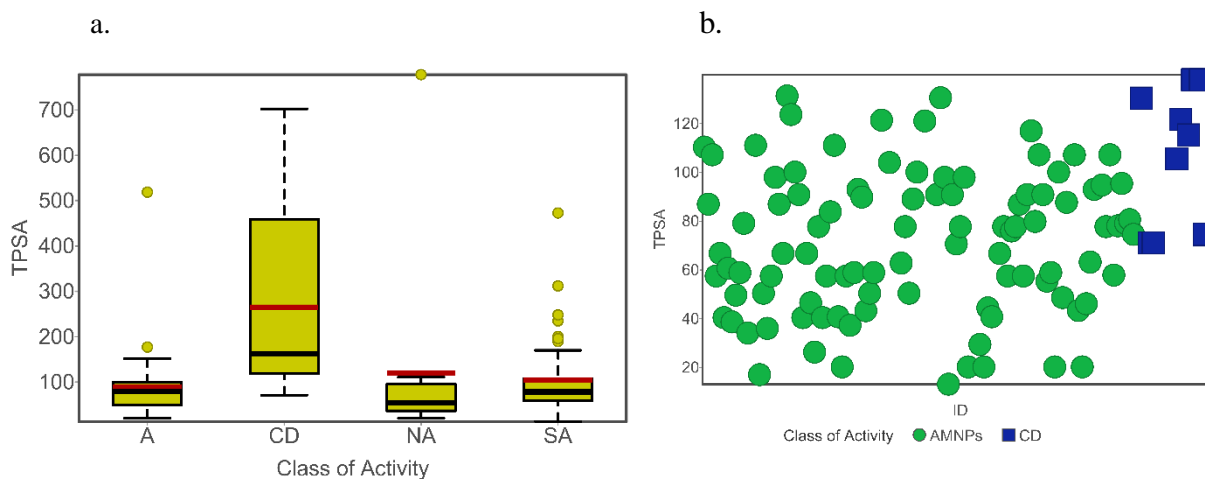 a.
700
600
500
400
300
200
100
TPSA
A CD NA SA
Class of Activity
b.
120
100
80
60
40
20
TPSA
ID
Class of Activity AMNPs CD